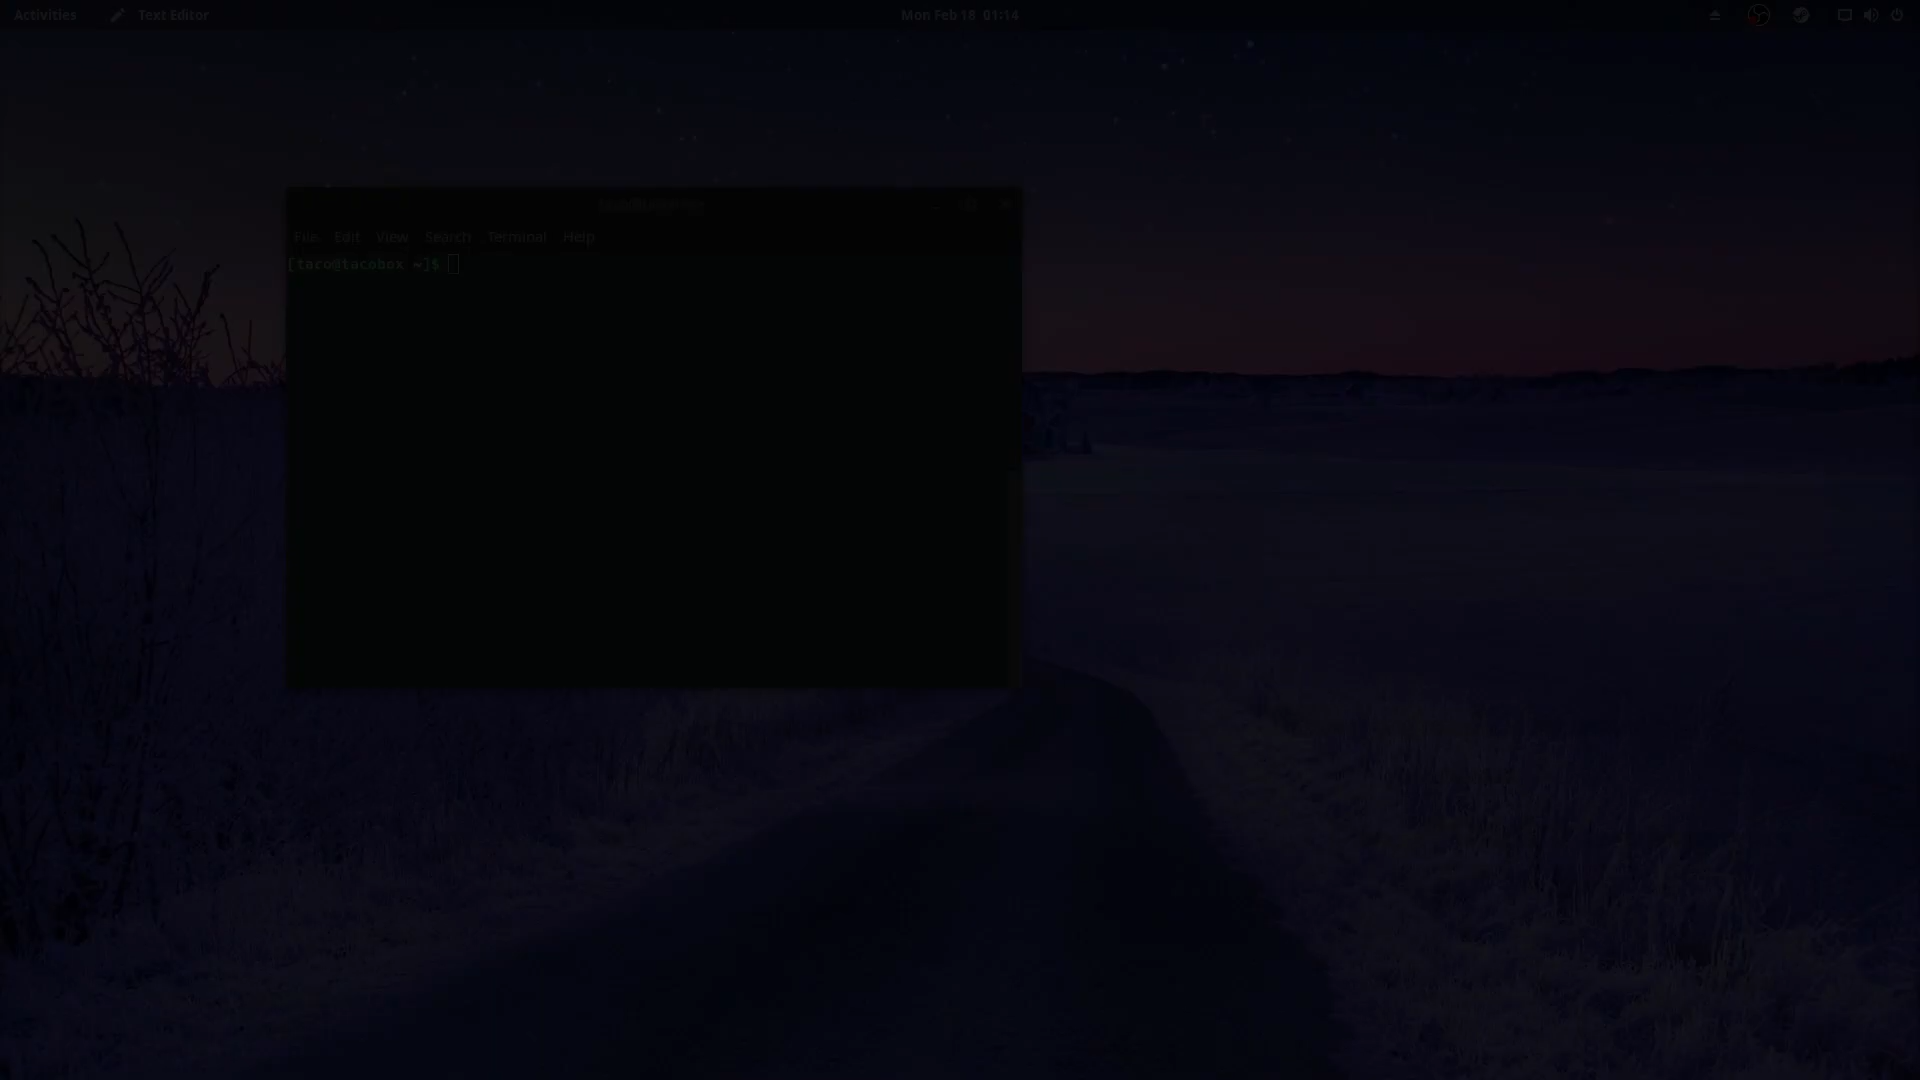 Activities Text Editor Mon Feb 18 01:14
File Edit View Search Terminal Help
[taco@tacobox ~]$